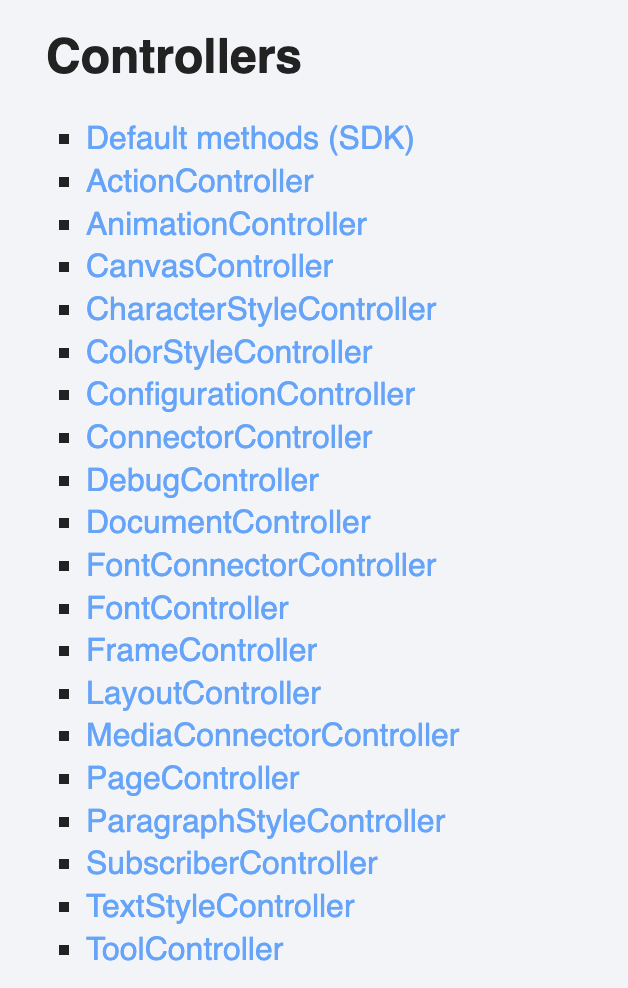 Controllers
Default methods (SDK)
ActionController
AnimationController
CanvasController
CharacterStyleController
ColorStyleController
ConfigurationController
ConnectorController
DebugController
DocumentController
FontConnectorController
FontController
FrameController
LayoutController
MediaConnectorController
PageController
ParagraphStyleController
SubscriberController
TextStyleController
ToolController